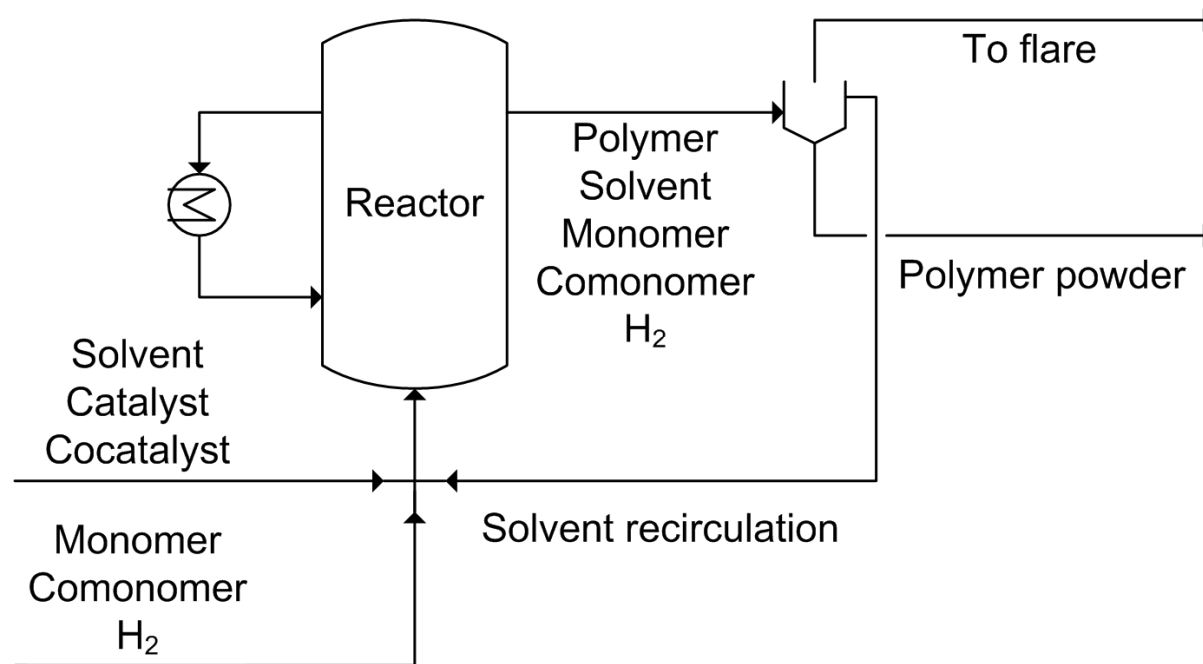 To flare
Polymer
Solvent
Monomer
Comonomer
H₂
Reactor
Polymer powder
Solvent
Catalyst
Cocatalyst
Solvent recirculation
Monomer
Comonomer
H₂